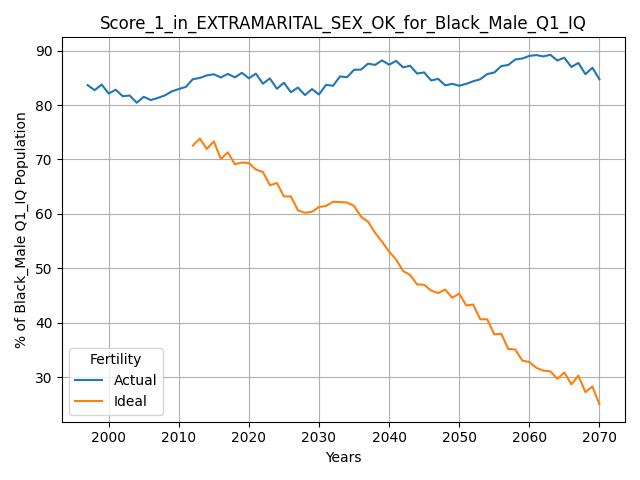 Score_1_in_EXTRAMARITAL_SEX_OK_for_Black_Male_Q1_IQ
% of Black_Male Q1_IQ Population
90
80
70
60
50
40
30
Fertility
Actual
Ideal
2000 2010 2020 2030 2040 2050 2060 2070
Years